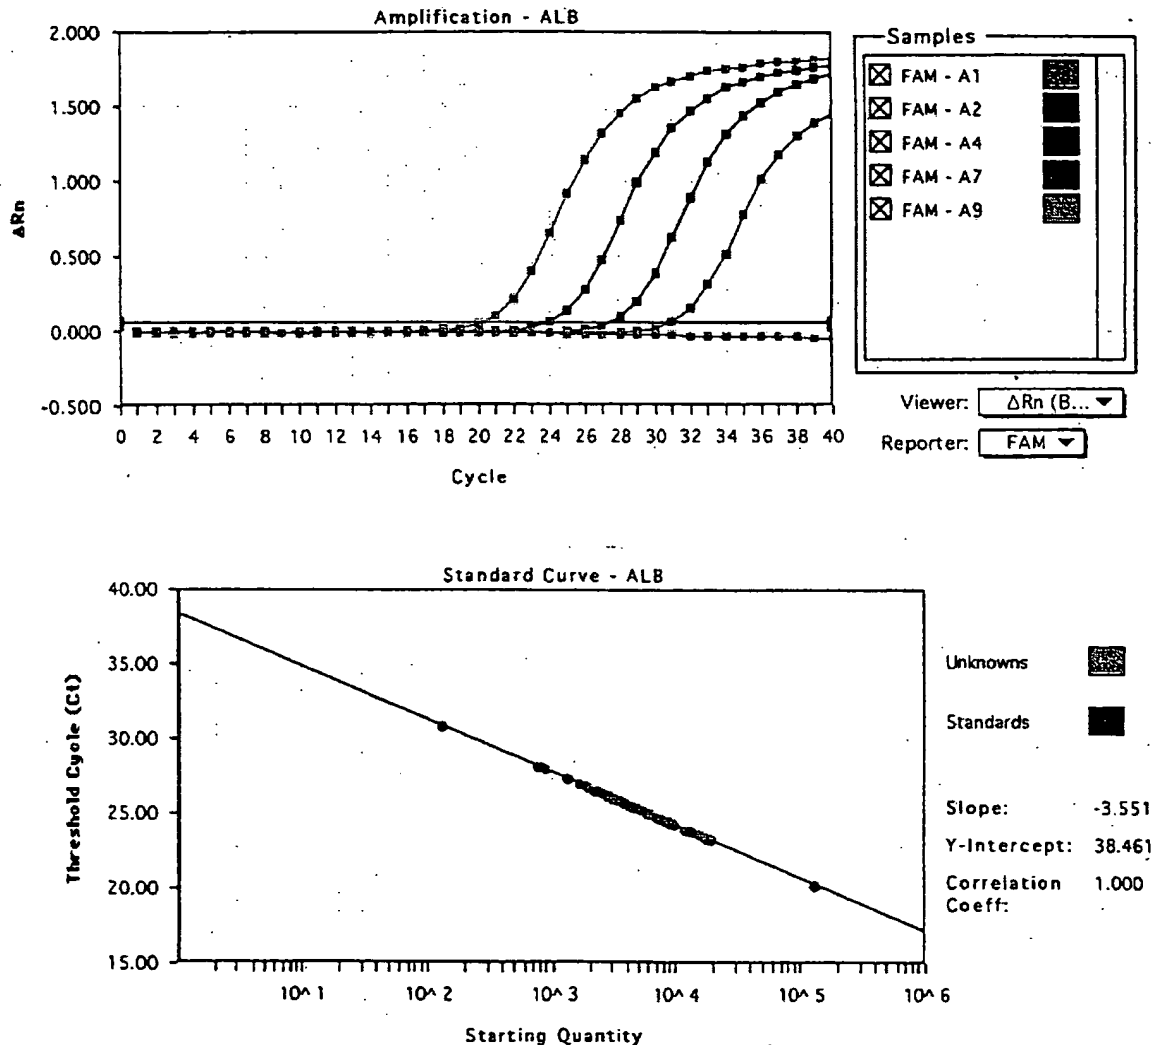 Amplification - ALB
2.000
1.500
1.000
0.500
0.000
-0.500
ΔRn
0 2 4 6 8 10 12 14 16 18 20 22 24 26 28 30 32 34 36 38 40
Cycle
Samples
FAM - A1
FAM - A2
FAM - A4
FAM - A7
FAM - A9
Viewer: ΔRn (B...
Reporter: FAM
Standard Curve - ALB
40.00
35.00
30.00
25.00
20.00
15.00
Threshold Cycle (Ct)
10^1 10^2 10^3 10^4 10^5 10^6
Starting Quantity
Unknowns
Standards
Slope: -3.551
Y-Intercept: 38.461
Correlation 1.000
Coeff: